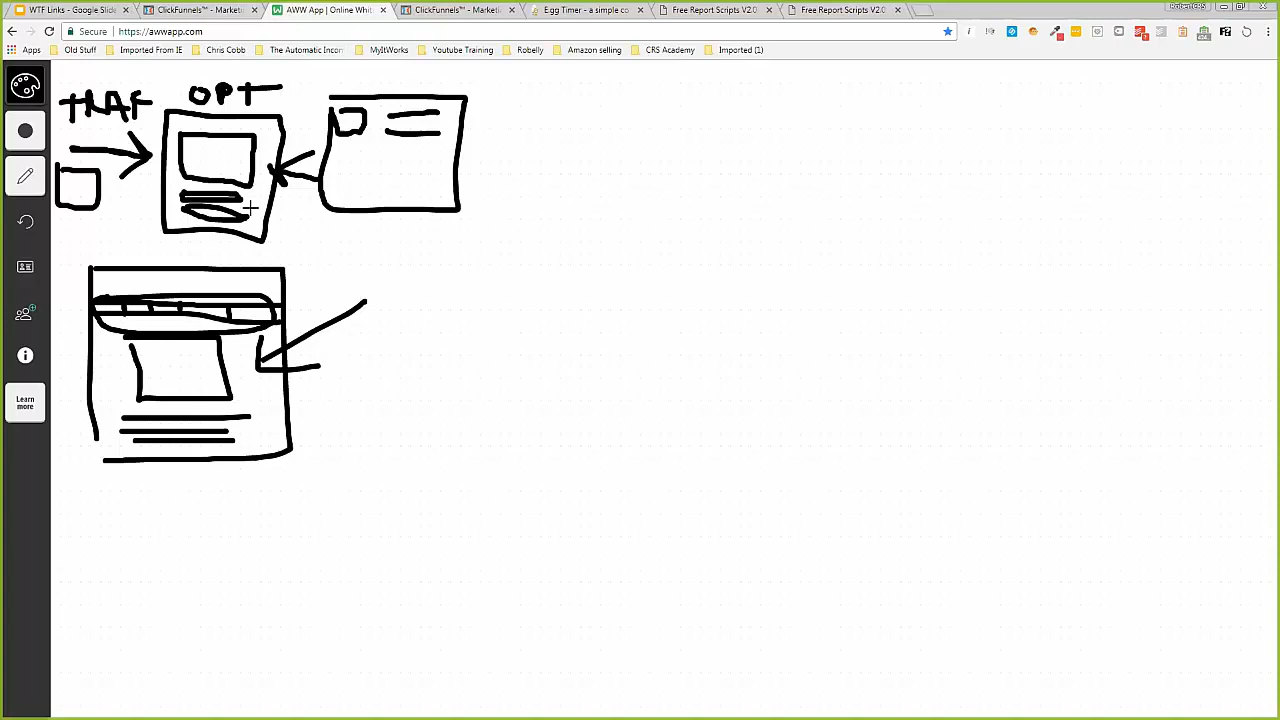 WTF Links - Google Slid
ClickFunnels™ - Marketi
AWW App | Online Whit
ClickFunnels™ - Marketi
Egg Timer - a simple co
Free Report Scripts V2.0
Free Report Scripts V2.0
Secure
https://awwapp.com
Apps
Old Stuff
Imported From IE
Chris Cobb
The Automatic Incom
MyItWorks
Youtube Training
Robelly
Amazon selling
CRS Academy
Imported (1)
TRAF
OPT
Learn
more